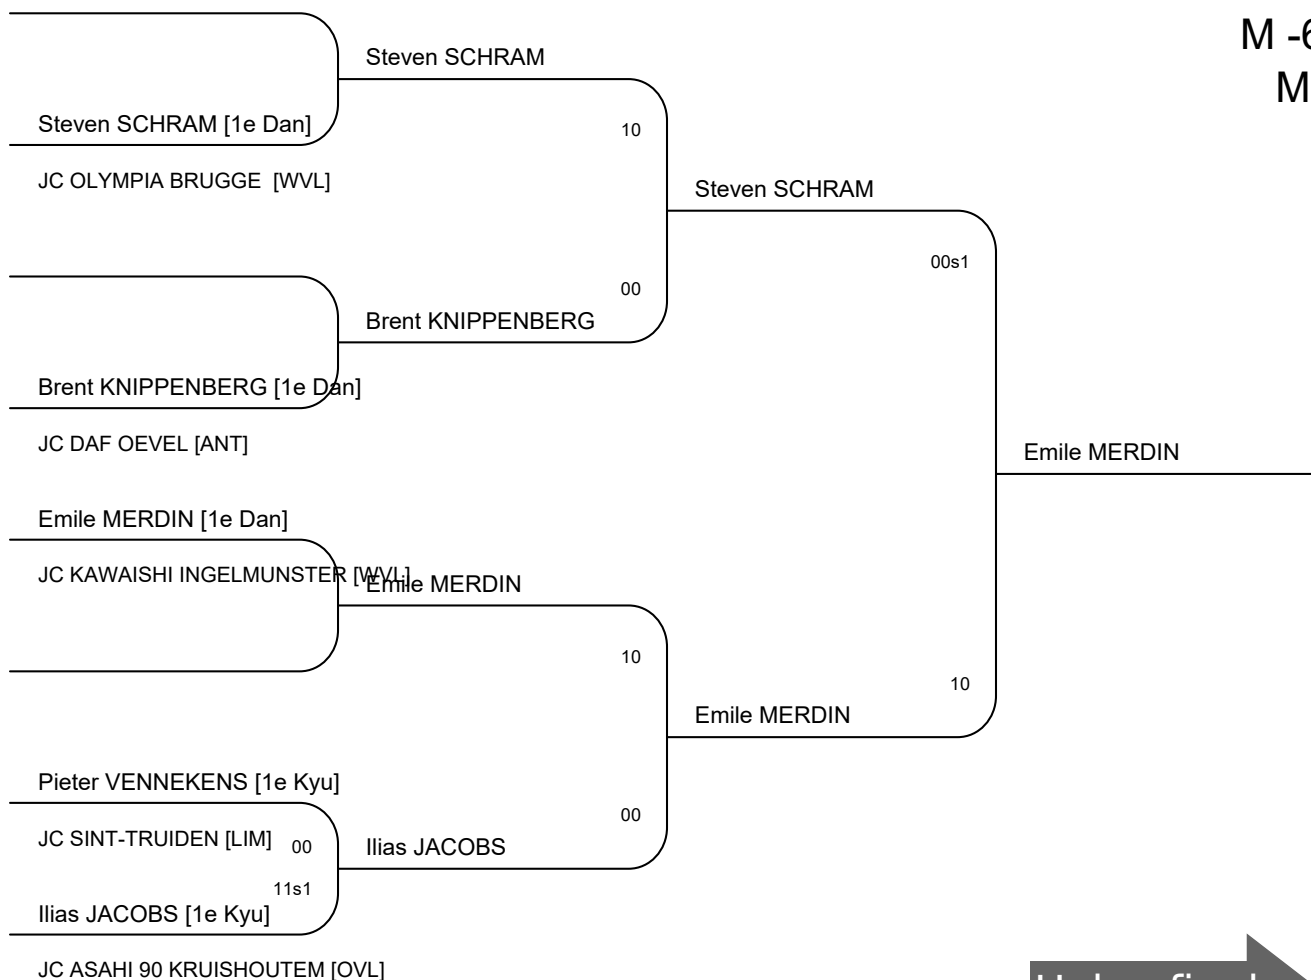 M -6
M
Steven SCHRAM
Steven SCHRAM [1e Dan]
10
JC OLYMPIA BRUGGE [WVL]
Steven SCHRAM
00s1
00
Brent KNIPPENBERG
Brent KNIPPENBERG [1e Dan]
JC DAF OEVEL [ANT]
Emile MERDIN
Emile MERDIN [1e Dan]
JC KAWAISHI INGELMUNSTER [WVL]
Emile MERDIN
10
10
Emile MERDIN
Pieter VENNEKENS [1e Kyu]
00
JC SINT-TRUIDEN [LIM]
00
Ilias JACOBS
11s1
Ilias JACOBS [1e Kyu]
JC ASAHI 90 KRUISHOUTEM [OVL]